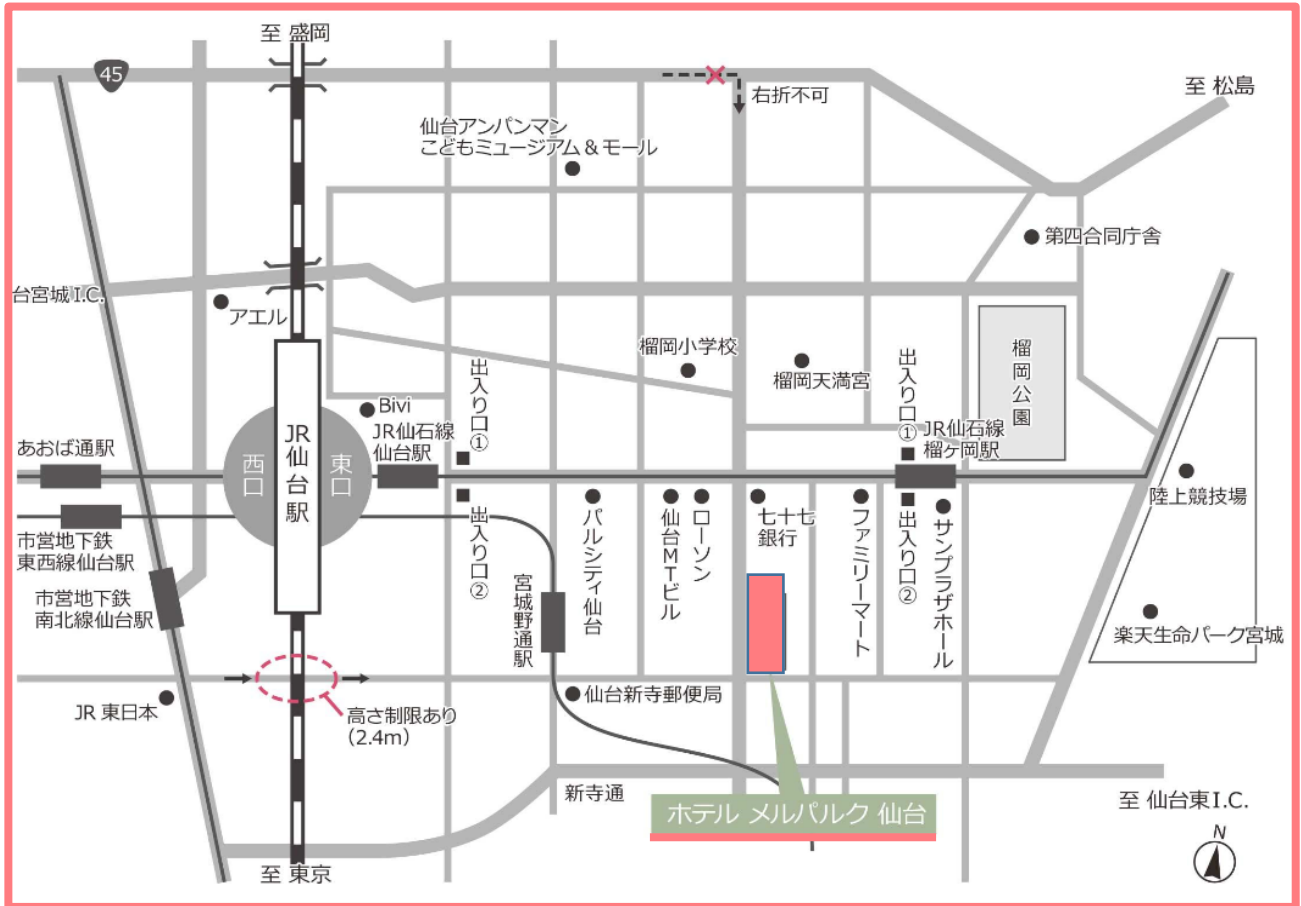 至 盛岡
45
右折不可
至 松島
仙台アンパンマン
こどもミュージアム＆モール
第四合同庁舎
台宮城 I.C.
アエル
榴岡小学校
榴岡天満宮
榴岡公園
Bivi
JR仙石線
仙台駅
出入り口①
出入り口①
JR仙石線
榴ヶ岡駅
あおば通駅
西口
JR仙台駅
東口
陸上競技場
市営地下鉄
東西線仙台駅
出入り口②
パルシティ仙台
仙台MTビル
ローソン
七十七
銀行
ファミリーマート
出入り口②
サンプラザホール
市営地下鉄
南北線仙台駅
宮城野通駅
楽天生命パーク宮城
JR 東日本
高さ制限あり
(2.4m)
仙台新寺郵便局
新寺通
ホテル メルパルク 仙台
至 仙台東I.C.
N
至 東京